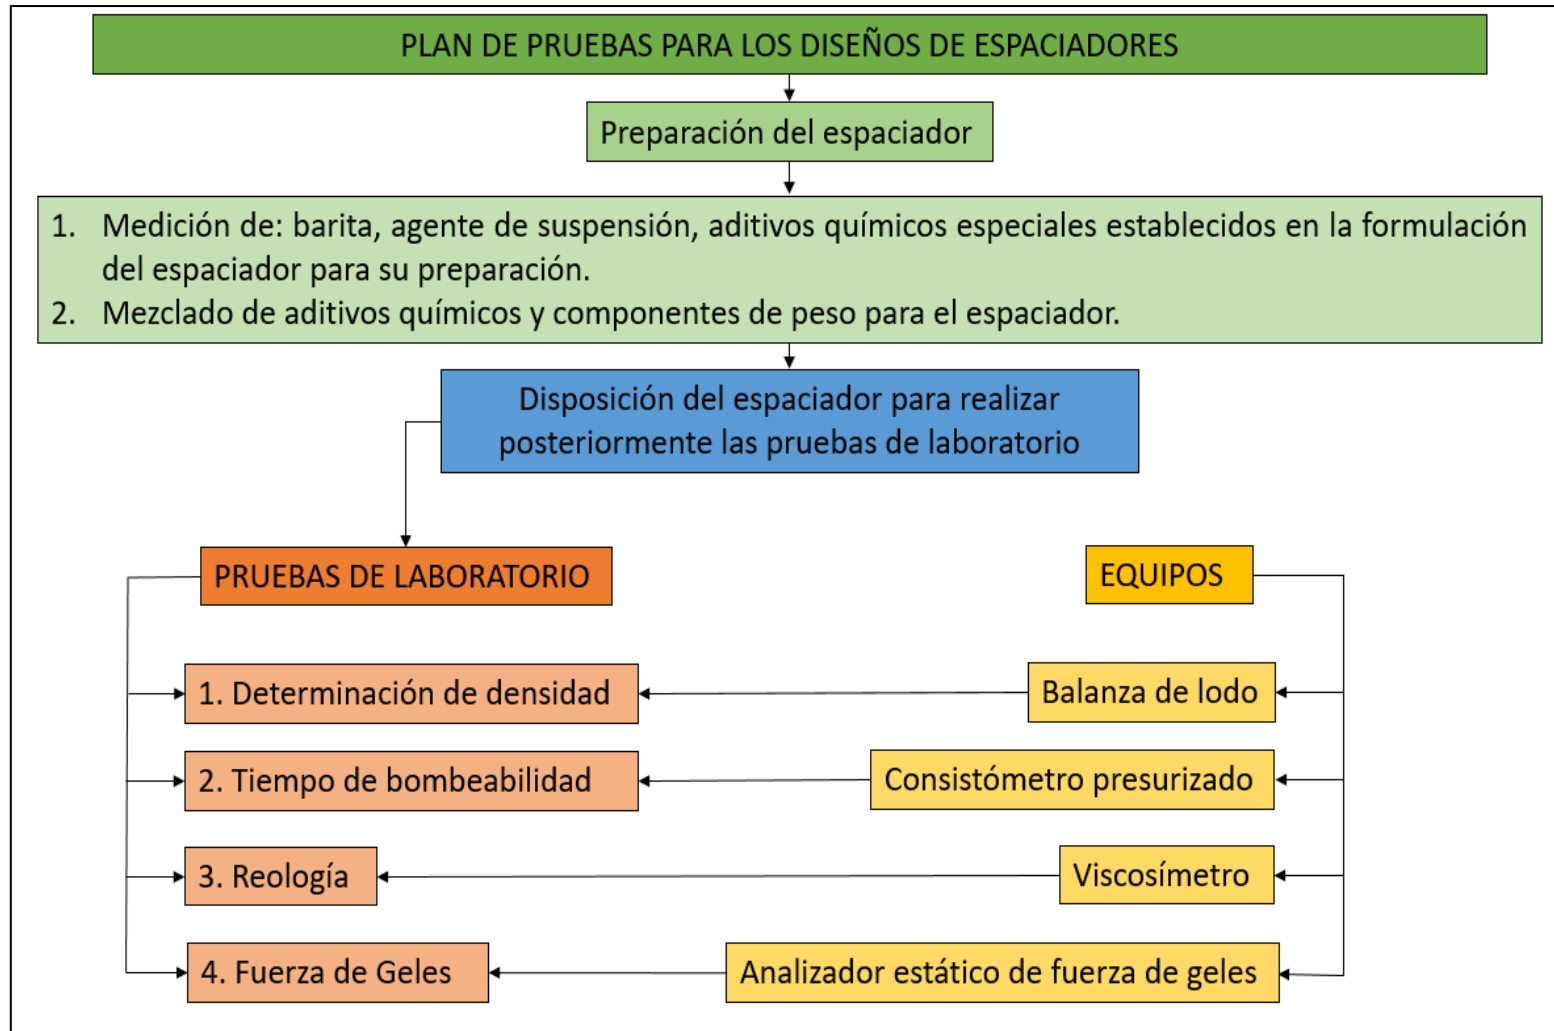 PLAN DE PRUEBAS PARA LOS DISEÑOS DE ESPACIADORES
Preparación del espaciador
1. Medición de: barita, agente de suspensión, aditivos químicos especiales establecidos en la formulación
del espaciador para su preparación.
2. Mezclado de aditivos químicos y componentes de peso para el espaciador.
Disposición del espaciador para realizar
posteriormente las pruebas de laboratorio
PRUEBAS DE LABORATORIO
EQUIPOS
1. Determinación de densidad
Balanza de lodo
2. Tiempo de bombeabilidad
Consistómetro presurizado
3. Reología
Viscosímetro
4. Fuerza de Geles
Analizador estático de fuerza de geles